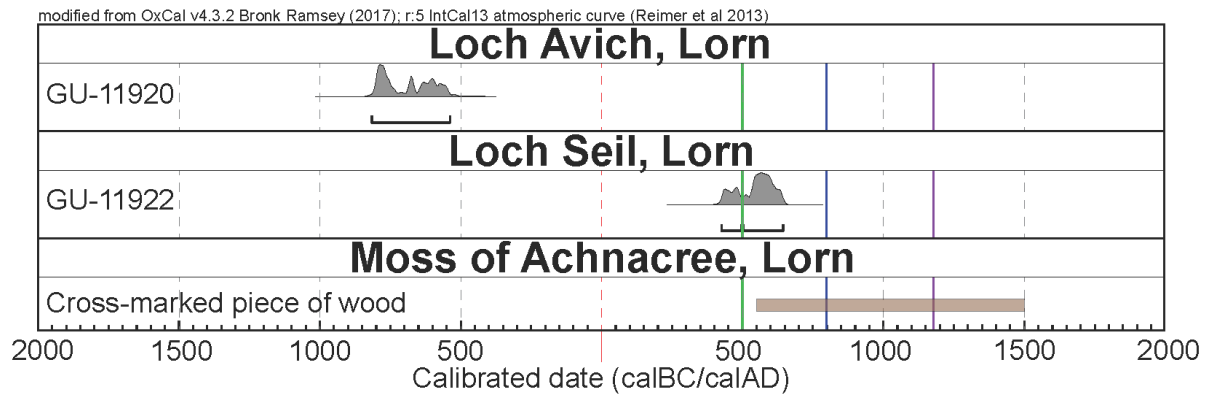 modified from OxCal v4.3.2 Bronk Ramsey (2017); r:5 IntCal13 atmospheric curve (Reimer et al 2013)
Loch Avich, Lorn
GU-11920
Loch Seil, Lorn
GU-11922
Moss of Achnacree, Lorn
Cross-marked piece of wood
2000 1500 1000 500 500 1000 1500 2000
Calibrated date (calBC/calAD)